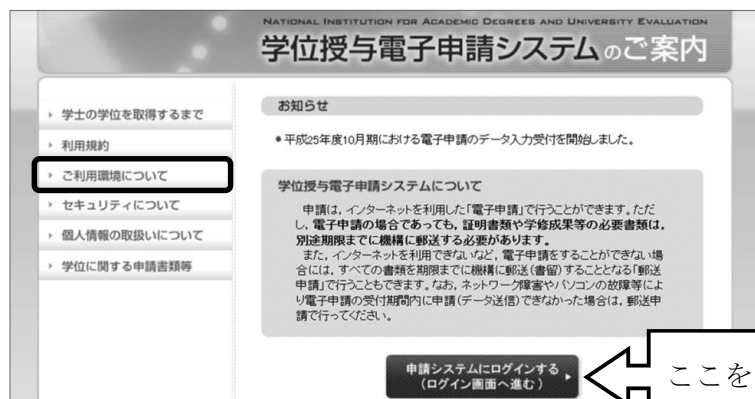 NATIONAL INSTITUTION FOR ACADEMIC DEGREES AND UNIVERSITY EVALUATION
学位授与電子申請システムのご案内
学士の学位を取得するまで
利用規約
ご利用環境について
セキュリティについて
個人情報の取扱いについて
学位に関する申請書類等
お知らせ
●平成25年度10月期における電子申請のデータ入力受付を開始しました。
学位授与電子申請システムについて
申請は，インターネットを利用した「電子申請」で行うことができます。ただ
し，電子申請の場合であっても，証明書類や学修成果等の必要書類は，
別途期限までに機構に郵送する必要があります。
また，インターネットを利用できないなど，電子申請をすることができない場
合には，すべての書類を期限までに機構に郵送（書留）することとなる「郵送
申請」で行うこともできます。なお，ネットワーク障害やパソコンの故障等によ
り電子申請の受付期間内に申請（データ送信）できなかった場合は，郵送申
請で行ってください。
申請システムにログインする
（ログイン画面へ進む）
ここを